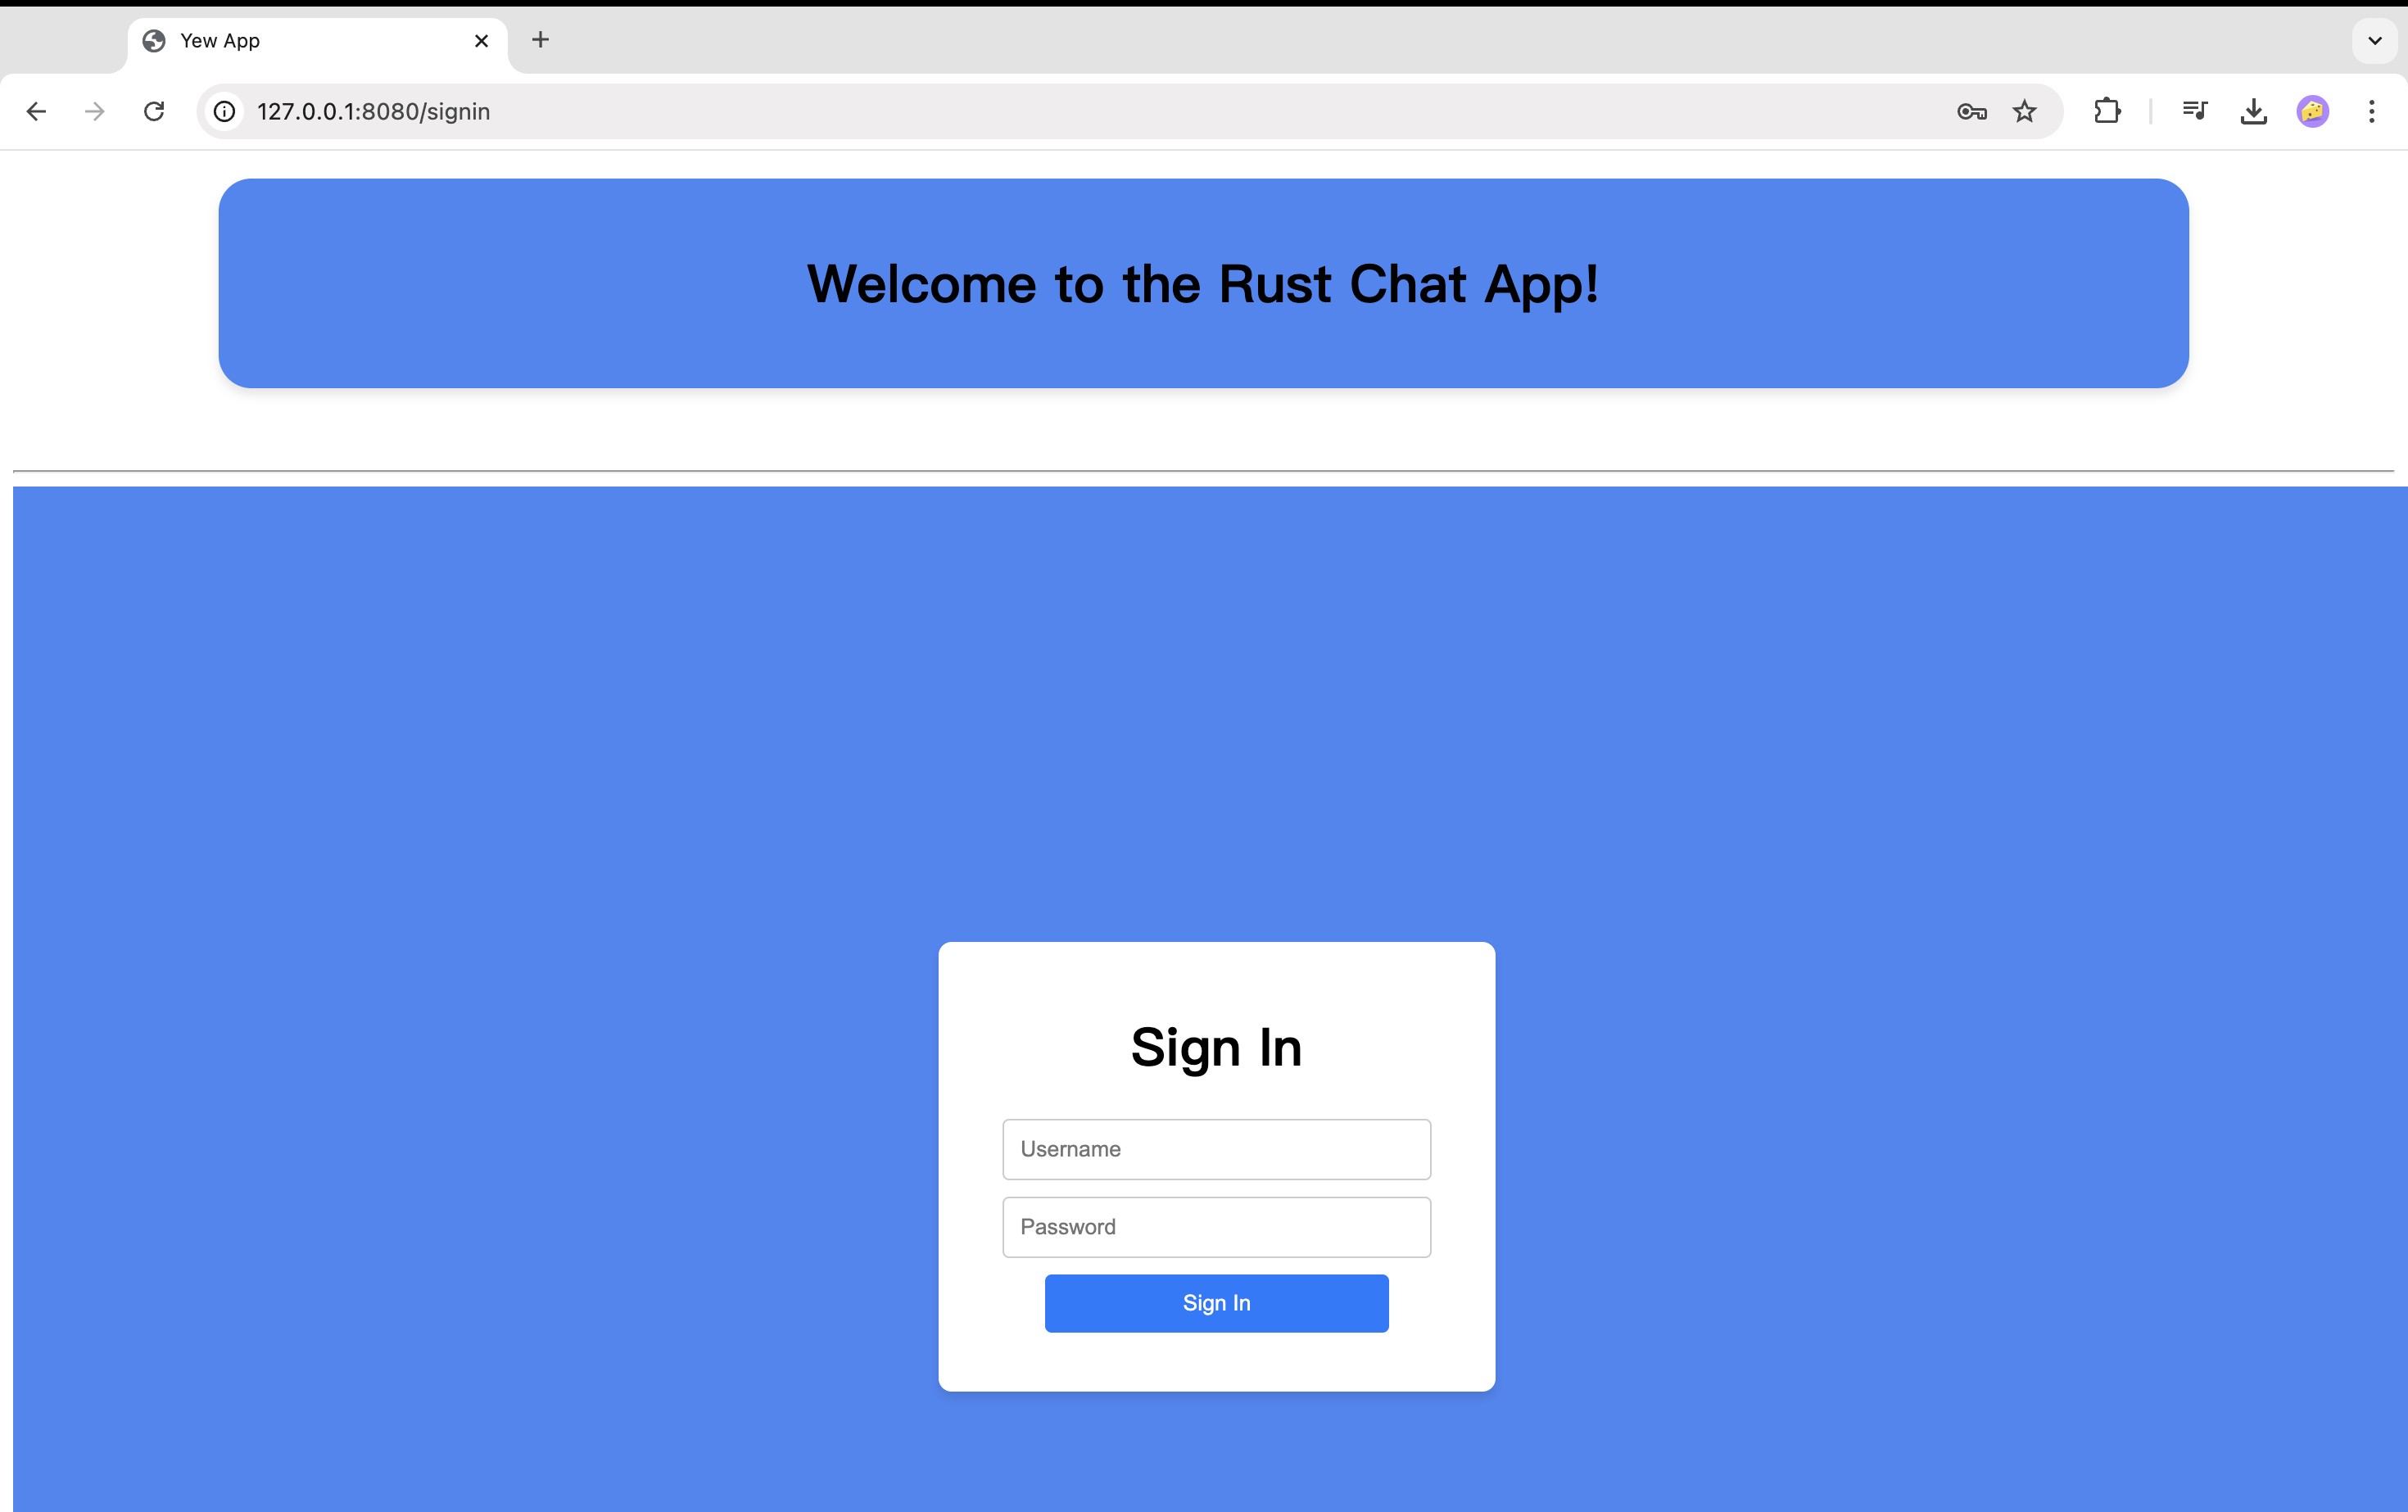 Yew App
127.0.0.1:8080/signin
Welcome to the Rust Chat App!
Sign In
Username
Password
Sign In